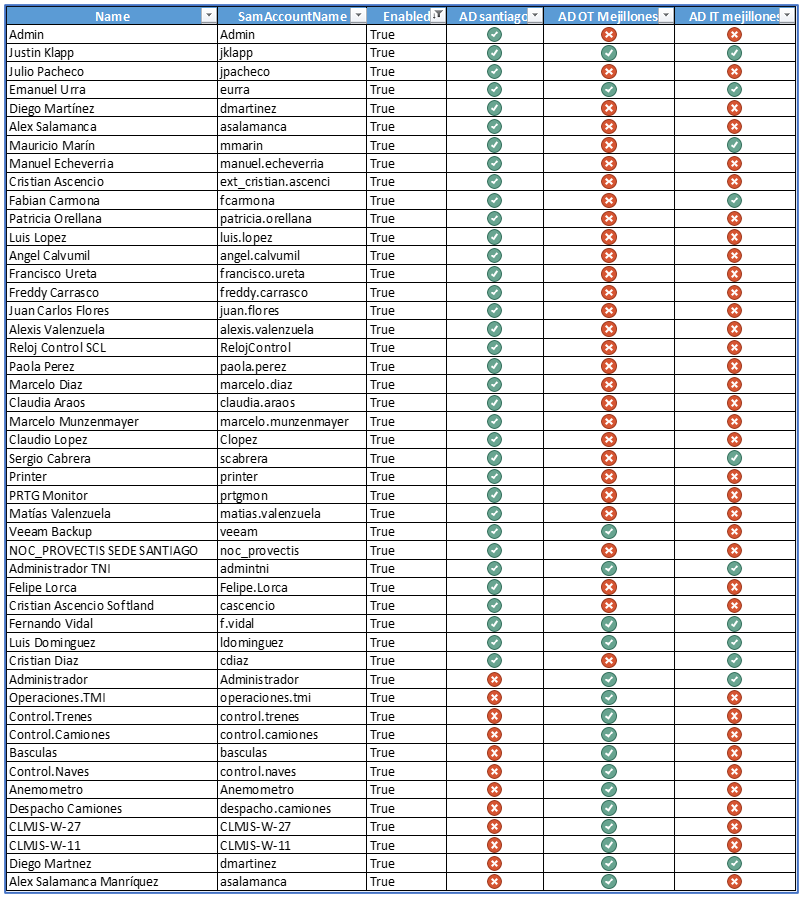 Name SamAccountName Enabled AD santiago AD OT Mejillones AD IT mejillones
Admin Admin True
Justin Klapp jklapp True
Julio Pacheco jpacheco True
Emanuel Urra eurra True
Diego Martínez dmartinez True
Alex Salamanca asalamanca True
Mauricio Marín mmarin True
Manuel Echeverria manuel.echeverria True
Cristian Ascencio ext_cristian.ascenci True
Fabian Carmona fcarmona True
Patricia Orellana patricia.orellana True
Luis Lopez luis.lopez True
Angel Calvumil angel.calvumil True
Francisco Ureta francisco.ureta True
Freddy Carrasco freddy.carrasco True
Juan Carlos Flores juan.flores True
Alexis Valenzuela alexis.valenzuela True
Reloj Control SCL RelojControl True
Paola Perez paola.perez True
Marcelo Diaz marcelo.diaz True
Claudia Araos claudia.araos True
Marcelo Munzenmayer marcelo.munzenmayer True
Claudio Lopez Clopez True
Sergio Cabrera scabrera True
Printer printer True
PRTG Monitor prtgmon True
Matías Valenzuela matias.valenzuela True
Veeam Backup veeam True
NOC_PROVECTIS SEDE SANTIAGO noc_provectis True
Administrador TNI admintni True
Felipe Lorca Felipe.Lorca True
Cristian Ascencio Softland cascencio True
Fernando Vidal f.vidal True
Luis Dominguez ldominguez True
Cristian Diaz cdiaz True
Administrador Administrador True
Operaciones.TMI operaciones.tmi True
Control.Trenes control.trenes True
Control.Camiones control.camiones True
Basculas basculas True
Control.Naves control.naves True
Anemometro Anemometro True
Despacho Camiones despacho.camiones True
CLMJS-W-27 CLMJS-W-27 True
CLMJS-W-11 CLMJS-W-11 True
Diego Martnez dmartinez True
Alex Salamanca Manríquez asalamanca True